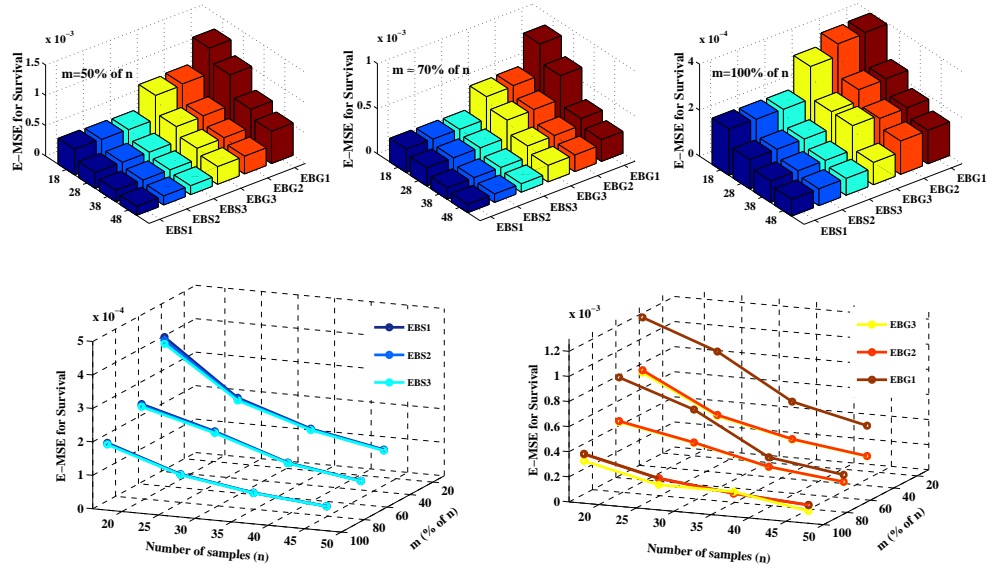 x 10⁻³
E–MSE for Survival
1.5
1
0.5
0
m=50% of n
18
28
38
48
EBS1
EBS2
EBS3
EBG3
EBG2
EBG1
x 10⁻³
E–MSE for Survival
1
0.5
0
m = 70% of n
18
28
38
48
EBS1
EBS2
EBS3
EBG3
EBG2
EBG1
x 10⁻⁴
E–MSE for Survival
4
2
0
m=100% of n
18
28
38
48
EBS1
EBS2
EBS3
EBG3
EBG2
EBG1
x 10⁻⁴
E–MSE for Survival
5
4
3
2
1
0
EBS1
EBS2
EBS3
20
25
30
35
40
45
50
Number of samples (n)
100
80
60
40
20
m (% of n)
x 10⁻³
E–MSE for Survival
1.2
1
0.8
0.6
0.4
0.2
0
EBG3
EBG2
EBG1
20
25
30
35
40
45
50
Number of samples (n)
100
80
60
40
20
m (% of n)